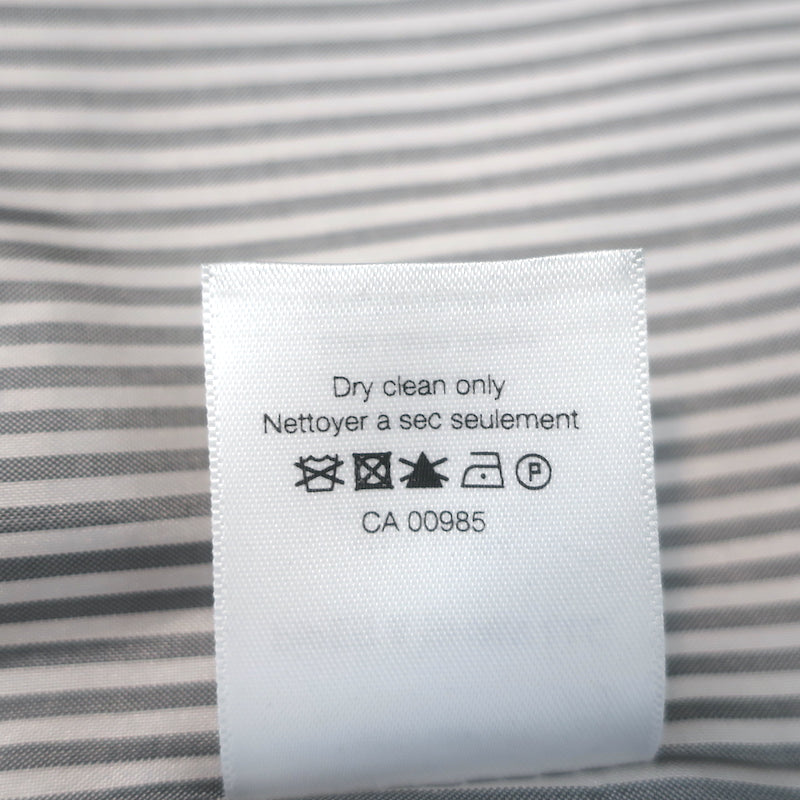 Dry clean only
Nettoyer a sec seulement
P
CA 00985